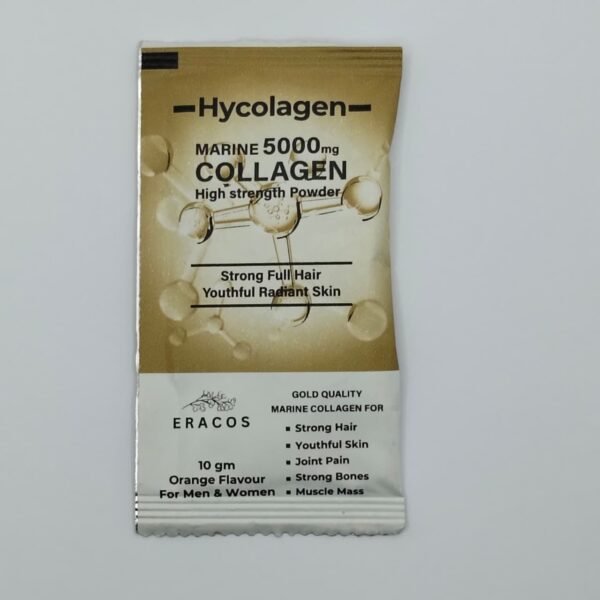 Hycolagen
MARINE 5000mg
COLLAGEN
High strength Powder
Strong Full Hair
Youthful Radiant Skin
ERACOS
10 gm
Orange Flavour
For Men & Women
GOLD QUALITY
MARINE COLLAGEN FOR
▪ Strong Hair
▪ Youthful Skin
▪ Joint Pain
▪ Strong Bones
▪ Muscle Mass